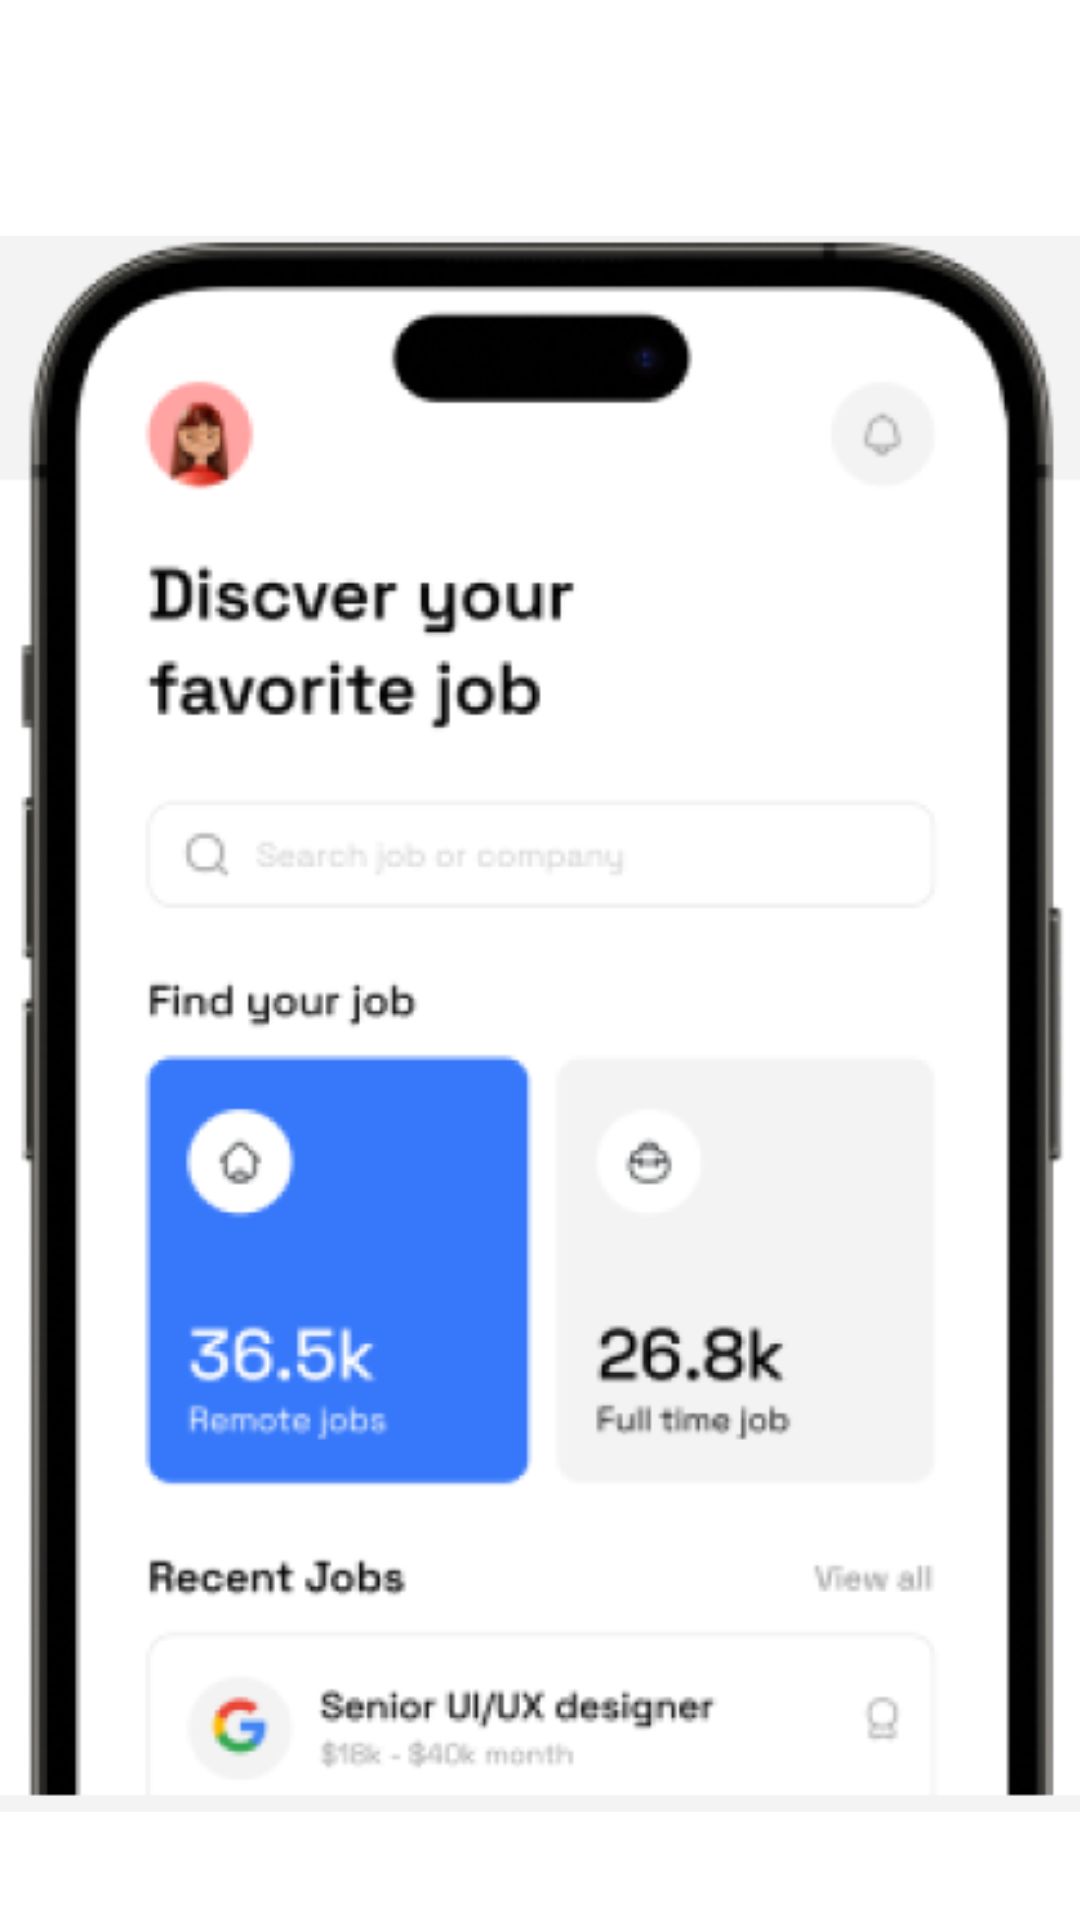 Discver your
favorite job
Search job or company
Find your job
36.5k
Remote jobs
26.8k
Full time job
Recent Jobs
View all
Senior UI/UX designer
$18k - $40k month